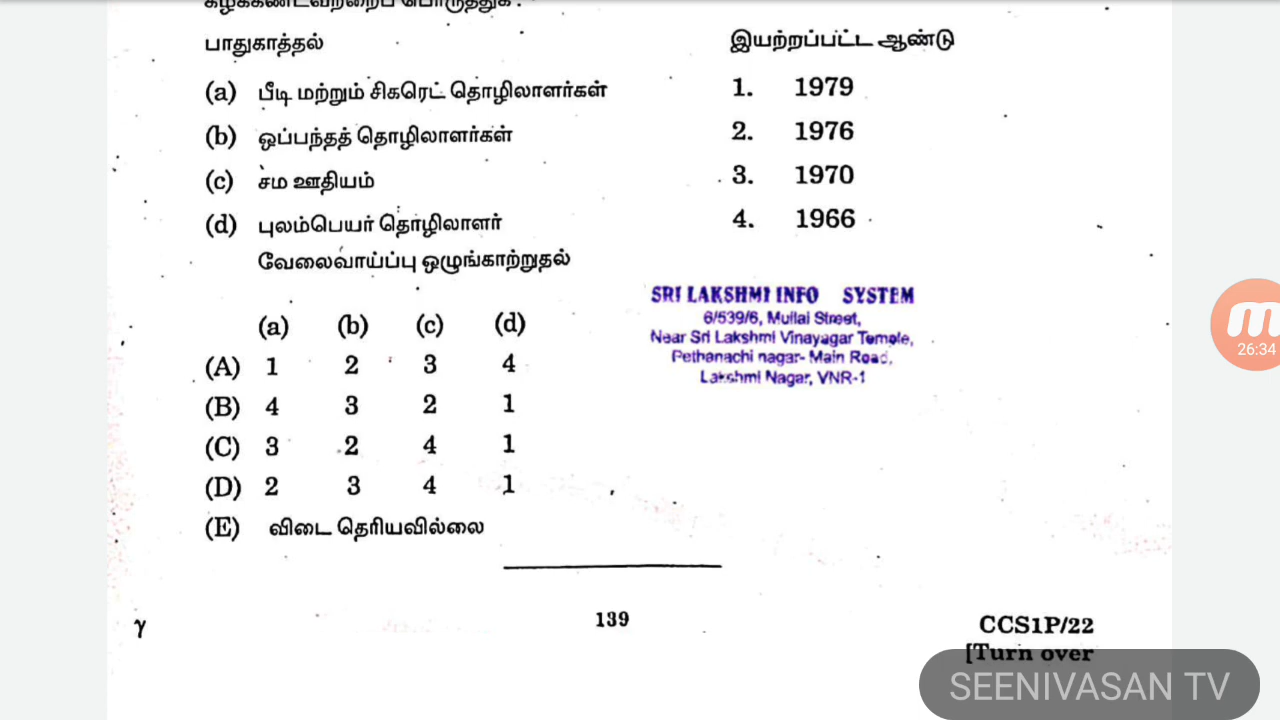 கீழ்க்கண்டவற்றைப் பொருத்துக :
பாதுகாத்தல் இயற்றப்பட்ட ஆண்டு
(a) பீடி மற்றும் சிகரெட் தொழிலாளர்கள் 1. 1979
(b) ஒப்பந்தத் தொழிலாளர்கள் 2. 1976
(c) சம ஊதியம் 3. 1970
(d) புலம்பெயர் தொழிலாளர் 4. 1966
வேலைவாய்ப்பு ஒழுங்காற்றுதல்
SRI LAKSHMI INFO SYSTEM
6/539/6, Mullai Street,
Near Sri Lakshmi Vinayagar Temple,
Pethanachi nagar- Main Road,
Lakshmi Nagar, VNR-1
(a) (b) (c) (d)
(A) 1 2 3 4
(B) 4 3 2 1
(C) 3 2 4 1
(D) 2 3 4 1
(E) விடை தெரியவில்லை
26:34
γ 139 CCS1P/22
[Turn over
SEENIVASAN TV